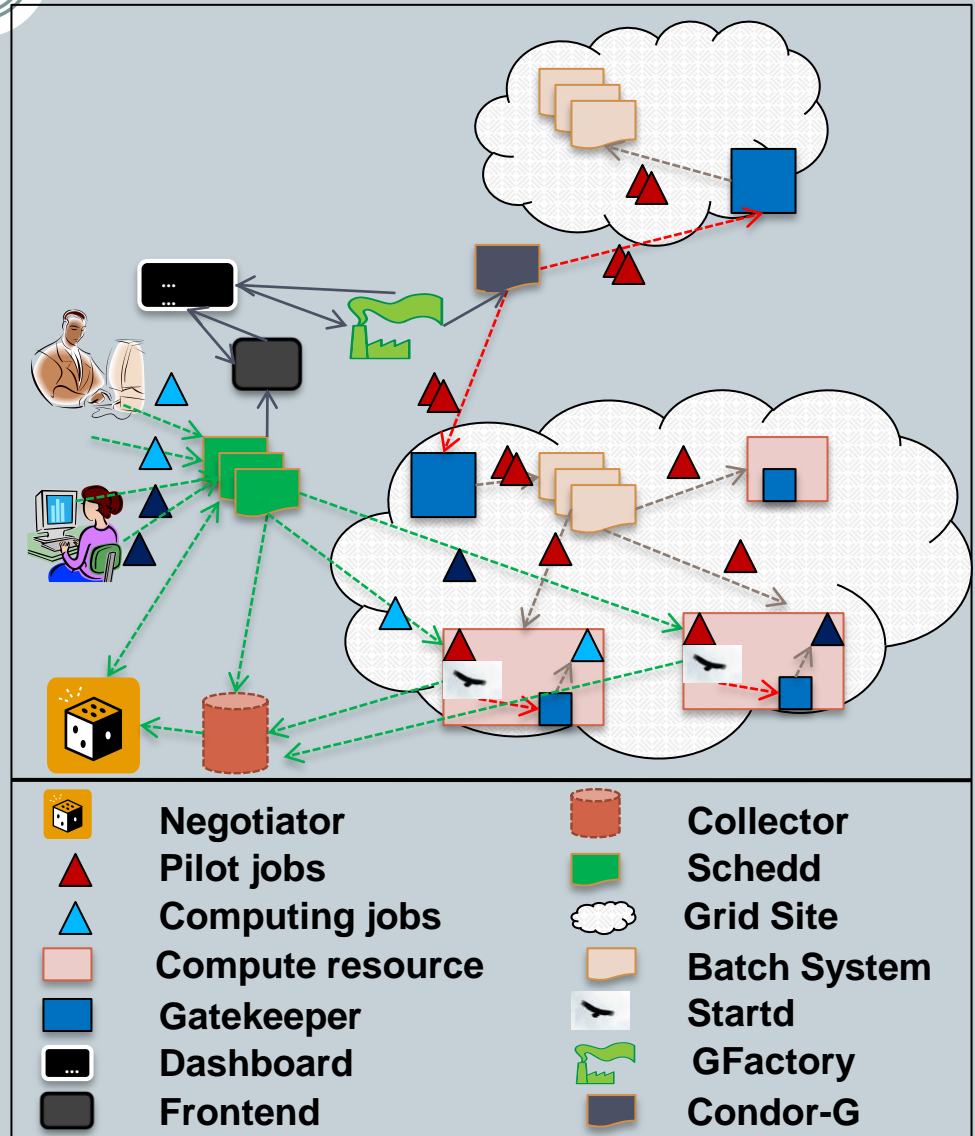 ...
...
Negotiator
Collector
Pilot jobs
Schedd
Computing jobs
Grid Site
Compute resource
Batch System
Gatekeeper
Startd
...
Dashboard
GFactory
Frontend
Condor-G